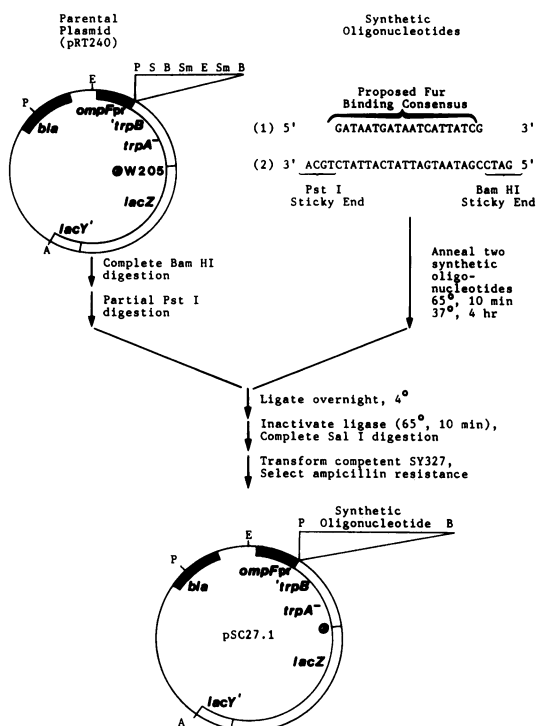 Parental
Plasmid
(pRT240)
Synthetic
Oligonucleotides
P S B Sm E Sm B
E
P
bla
ompFpr
'trpB
trpA⁻
W205
lacZ
lacY'
A
Proposed Fur
Binding Consensus
(1) 5' GATAATGATAATCATTATCG 3'
(2) 3' ACGTCTATTACTATTAGTAATAGCCTAG 5'
Pst I
Sticky End
Bam HI
Sticky End
Complete Bam HI
digestion
Partial Pst I
digestion
Anneal two
synthetic
oligo-
nucleotides
65°, 10 min
37°, 4 hr
Ligate overnight, 4°
Inactivate ligase (65°, 10 min),
Complete Sal I digestion
Transform competent SY327,
Select ampicillin resistance
Synthetic
P Oligonucleotide B
E
P
bla
ompFpr
'trpB
trpA⁻
pSC27.1
lacZ
lacY'
A